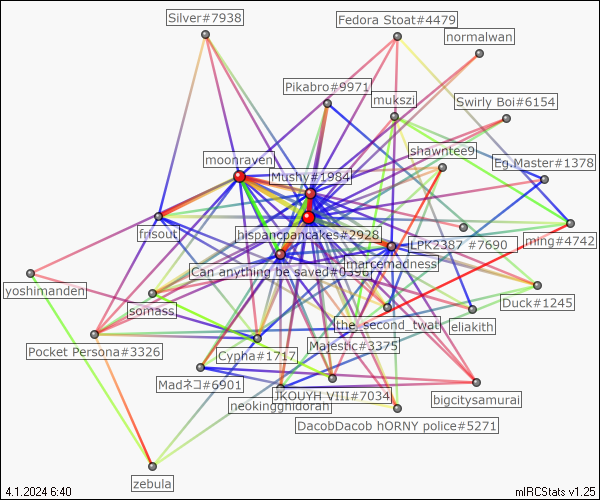 Silver#7938
Fedora Stoat#4479
normalwan
Pikabro#9971
mukszi
Swirly Boi#6154
shawntee9
moonraven
Eg.Master#1378
Mushy#1984
frisout
hispancpancakes#2928
LPK2387 #7690
ming#4742
marcemadness
Can anything be saved#0390
yoshimanden
somass
Duck#1245
the_second_twat
eliakith
Majestic#3375
Pocket Persona#3326
Cypha#1717
Madネコ#6901
JKOUYH VIII#7034
neokingghidorah
bigcitysamurai
DacobDacob hORNY police#5271
zebula
4.1.2024 6:40
mIRCStats v1.25